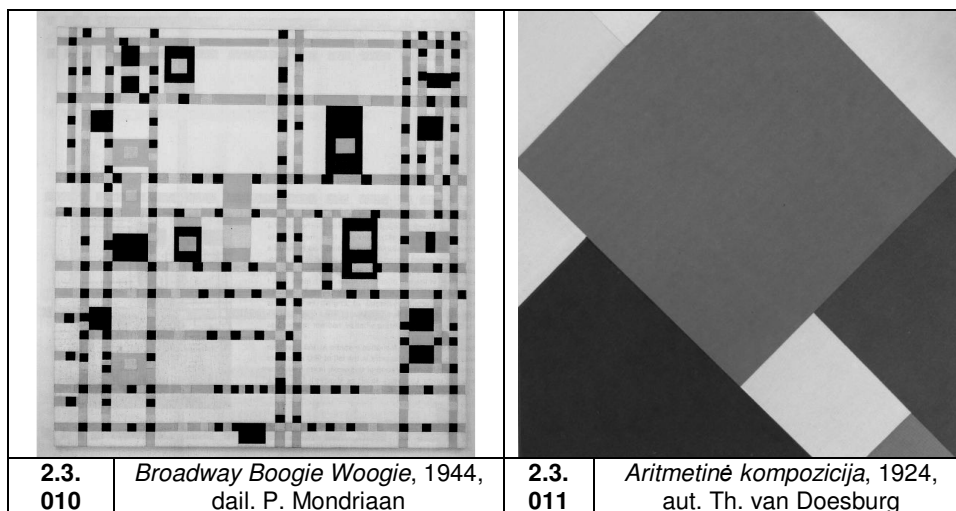 2.3.
010
Broadway Boogie Woogie, 1944,
dail. P. Mondriaan
2.3.
011
Aritmetinė kompozicija, 1924,
aut. Th. van Doesburg